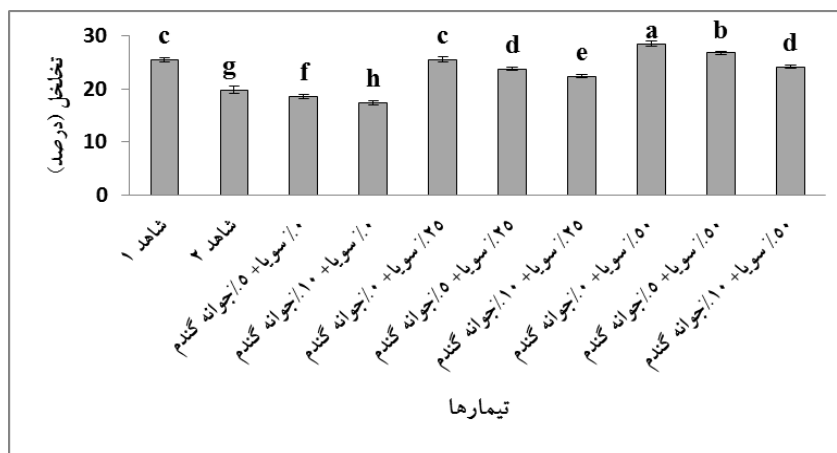 تخلخل (درصد)
30
20
10
0
c
g
f
h
c
d
e
a
b
d
شاهد ۱
شاهد ۲
۰٪ سویا+ ۵٪جوانه گندم
۰٪ سویا+ ۱۰٪جوانه گندم
۲۵٪ سویا+ ۰٪جوانه گندم
۲۵٪ سویا+ ۵٪جوانه گندم
۲۵٪ سویا+ ۱۰٪جوانه گندم
۵۰٪ سویا+ ۰٪جوانه گندم
۵۰٪ سویا+ ۵٪جوانه گندم
۵۰٪ سویا+ ۱۰٪جوانه گندم
تیمارها